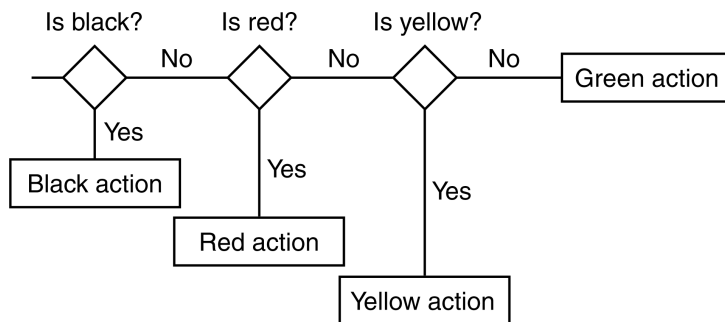 Is black?
Is red?
Is yellow?
No
No
No
Green action
Yes
Black action
Yes
Red action
Yes
Yellow action